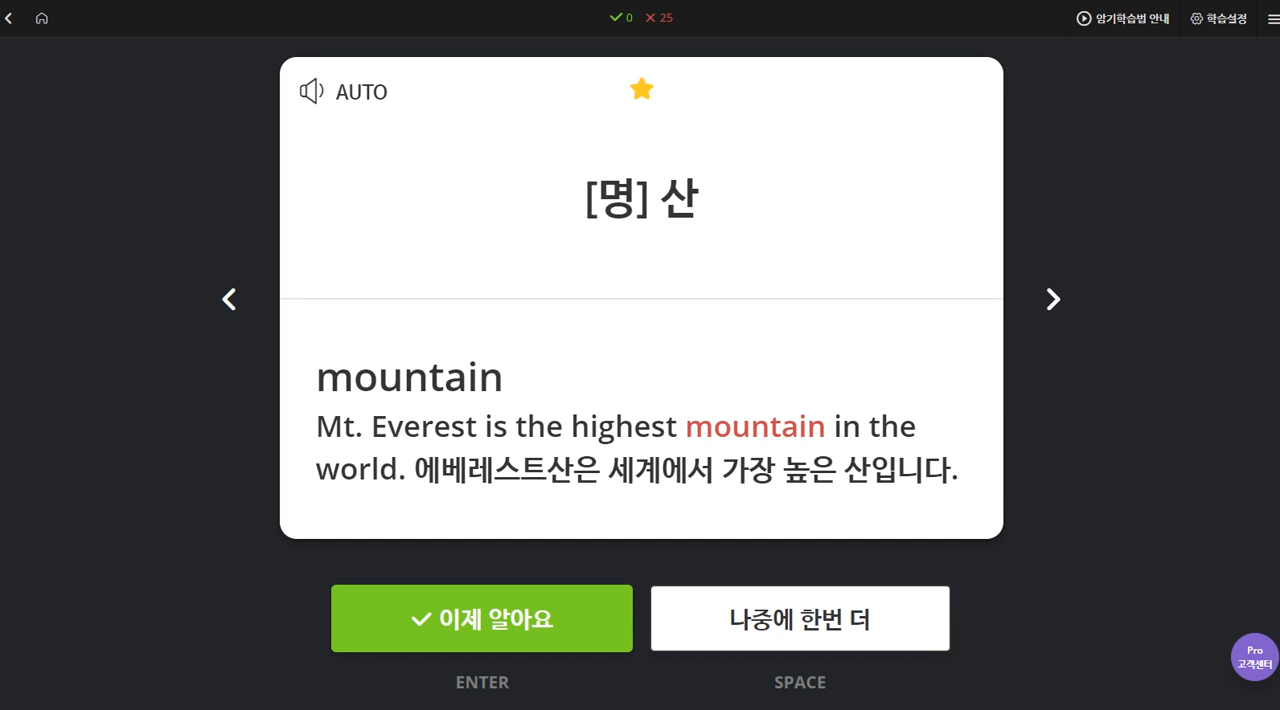 0 25 암기학습법 안내 학습설정
AUTO
[명] 산
mountain
Mt. Everest is the highest mountain in the
world. 에베레스트산은 세계에서 가장 높은 산입니다.
이제 알아요 나중에 한번 더
ENTER SPACE
Pro
고객센터